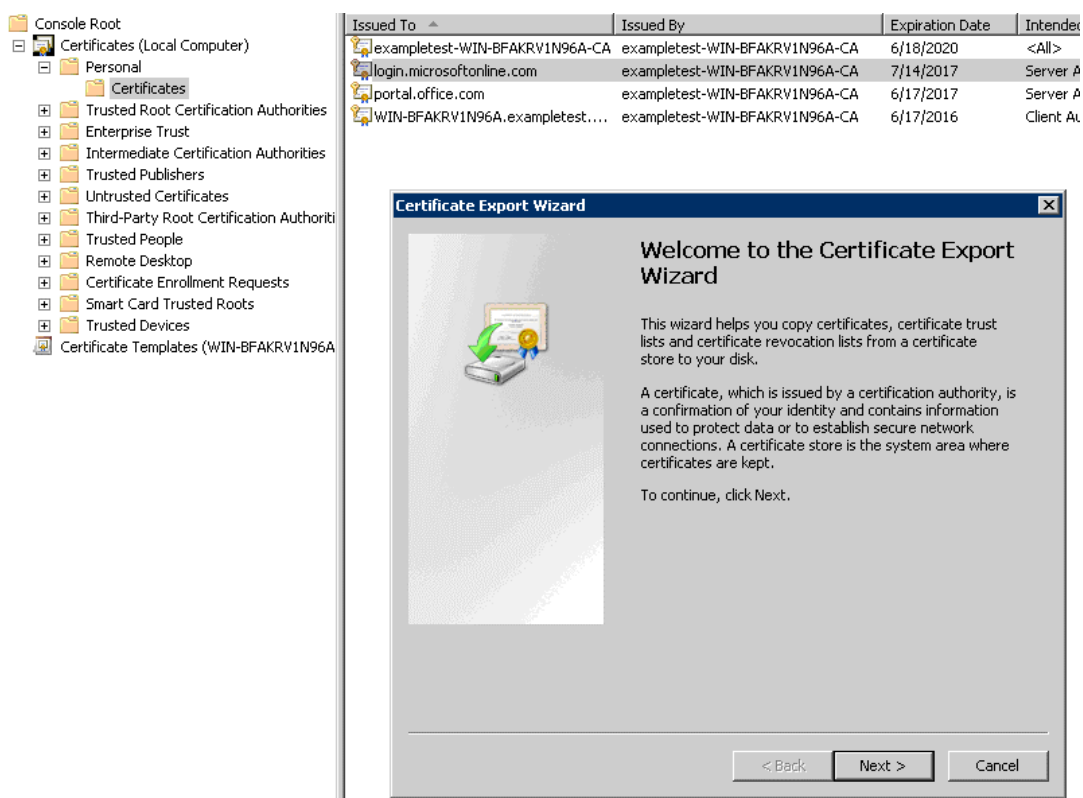 Console Root
Certificates (Local Computer)
Personal
Certificates
Trusted Root Certification Authorities
Enterprise Trust
Intermediate Certification Authorities
Trusted Publishers
Untrusted Certificates
Third-Party Root Certification Authoriti
Trusted People
Remote Desktop
Certificate Enrollment Requests
Smart Card Trusted Roots
Trusted Devices
Certificate Templates (WIN-BFAKRV1N96A
Issued To Issued By Expiration Date Intended
exampletest-WIN-BFAKRV1N96A-CA exampletest-WIN-BFAKRV1N96A-CA 6/18/2020 <All>
login.microsoftonline.com exampletest-WIN-BFAKRV1N96A-CA 7/14/2017 Server A
portal.office.com exampletest-WIN-BFAKRV1N96A-CA 6/17/2017 Server A
WIN-BFAKRV1N96A.exampletest.... exampletest-WIN-BFAKRV1N96A-CA 6/17/2016 Client Au
Certificate Export Wizard
Welcome to the Certificate Export
Wizard
This wizard helps you copy certificates, certificate trust
lists and certificate revocation lists from a certificate
store to your disk.
A certificate, which is issued by a certification authority, is
a confirmation of your identity and contains information
used to protect data or to establish secure network
connections. A certificate store is the system area where
certificates are kept.
To continue, click Next.
< Back Next > Cancel